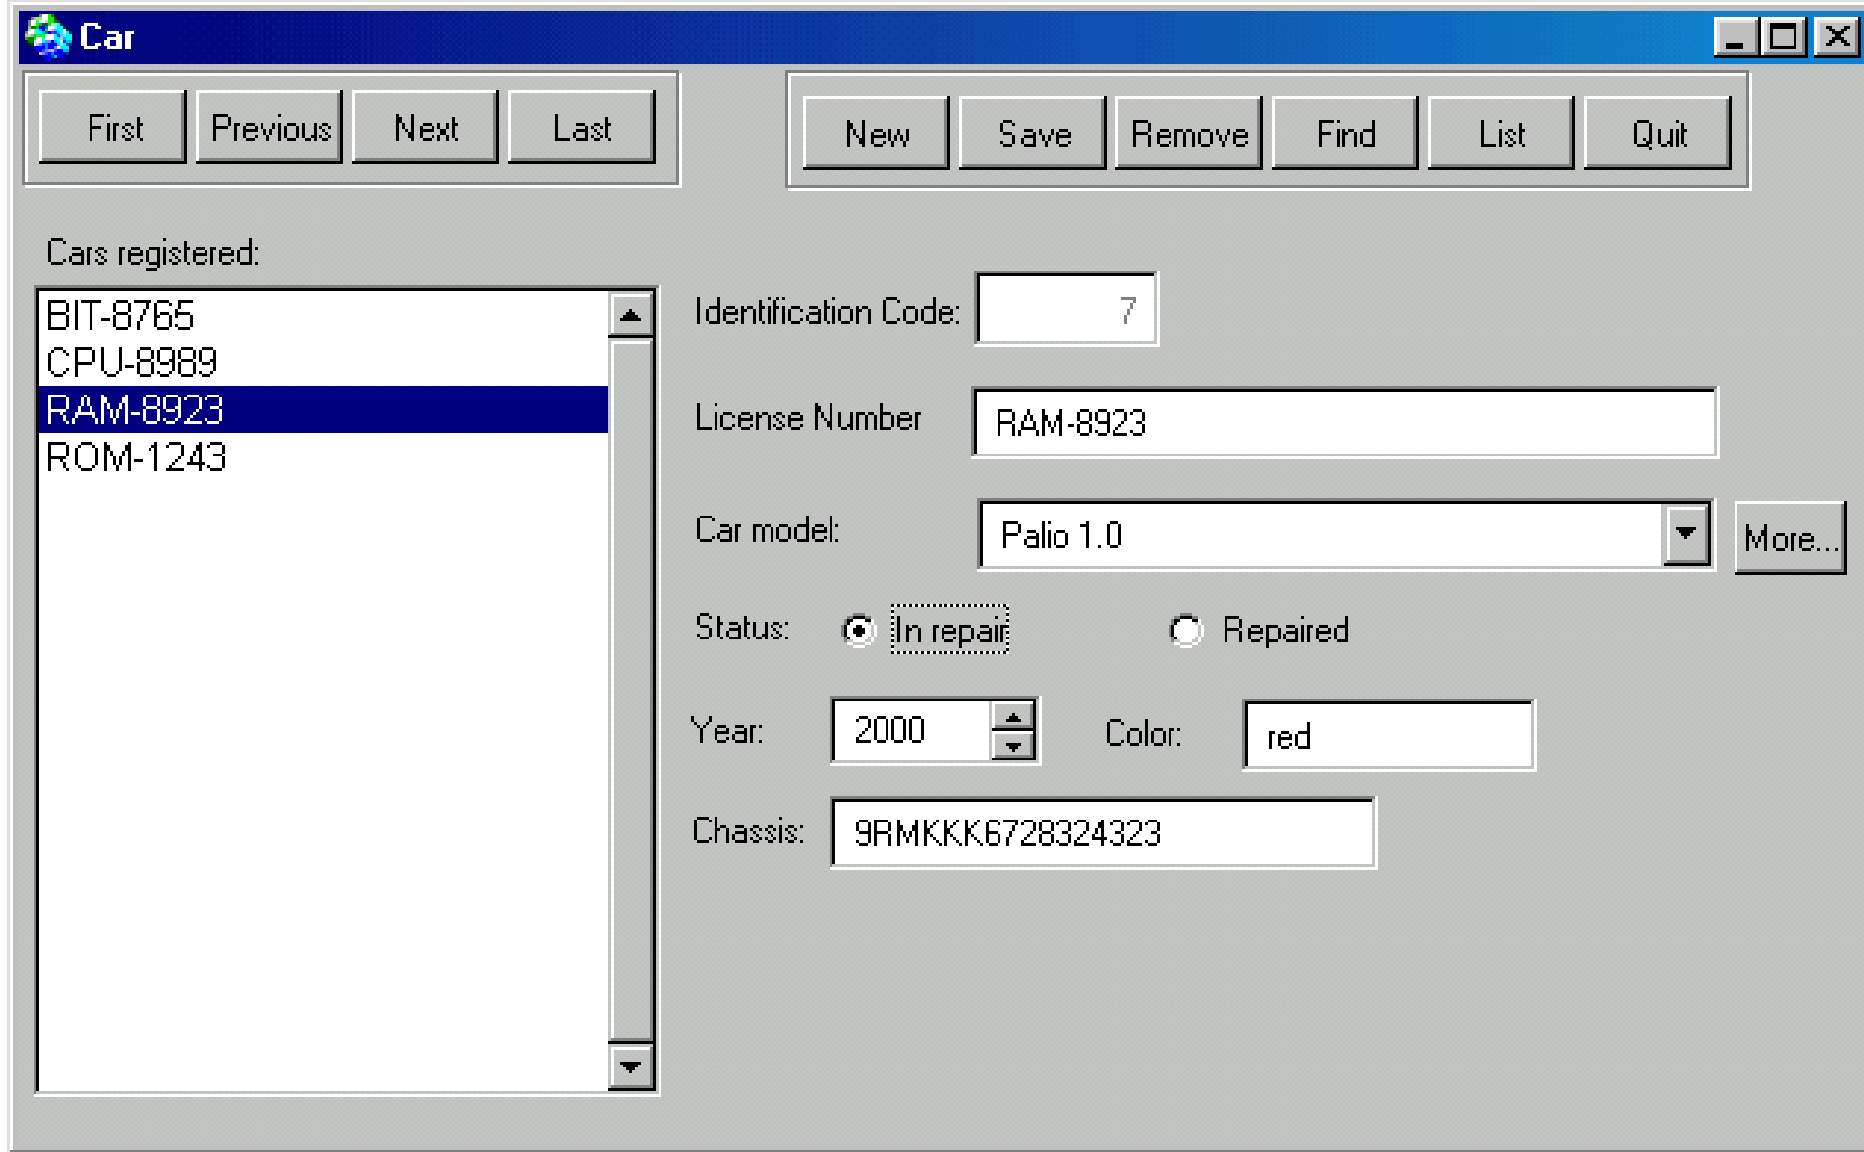 Car
First Previous Next Last
New Save Remove Find List Quit
Cars registered:
BIT-8765
CPU-8989
RAM-8923
ROM-1243
Identification Code: 7
License Number RAM-8923
Car model: Palio 1.0 More...
Status: In repair Repaired
Year: 2000 Color: red
Chassis: 9RMKKK6728324323